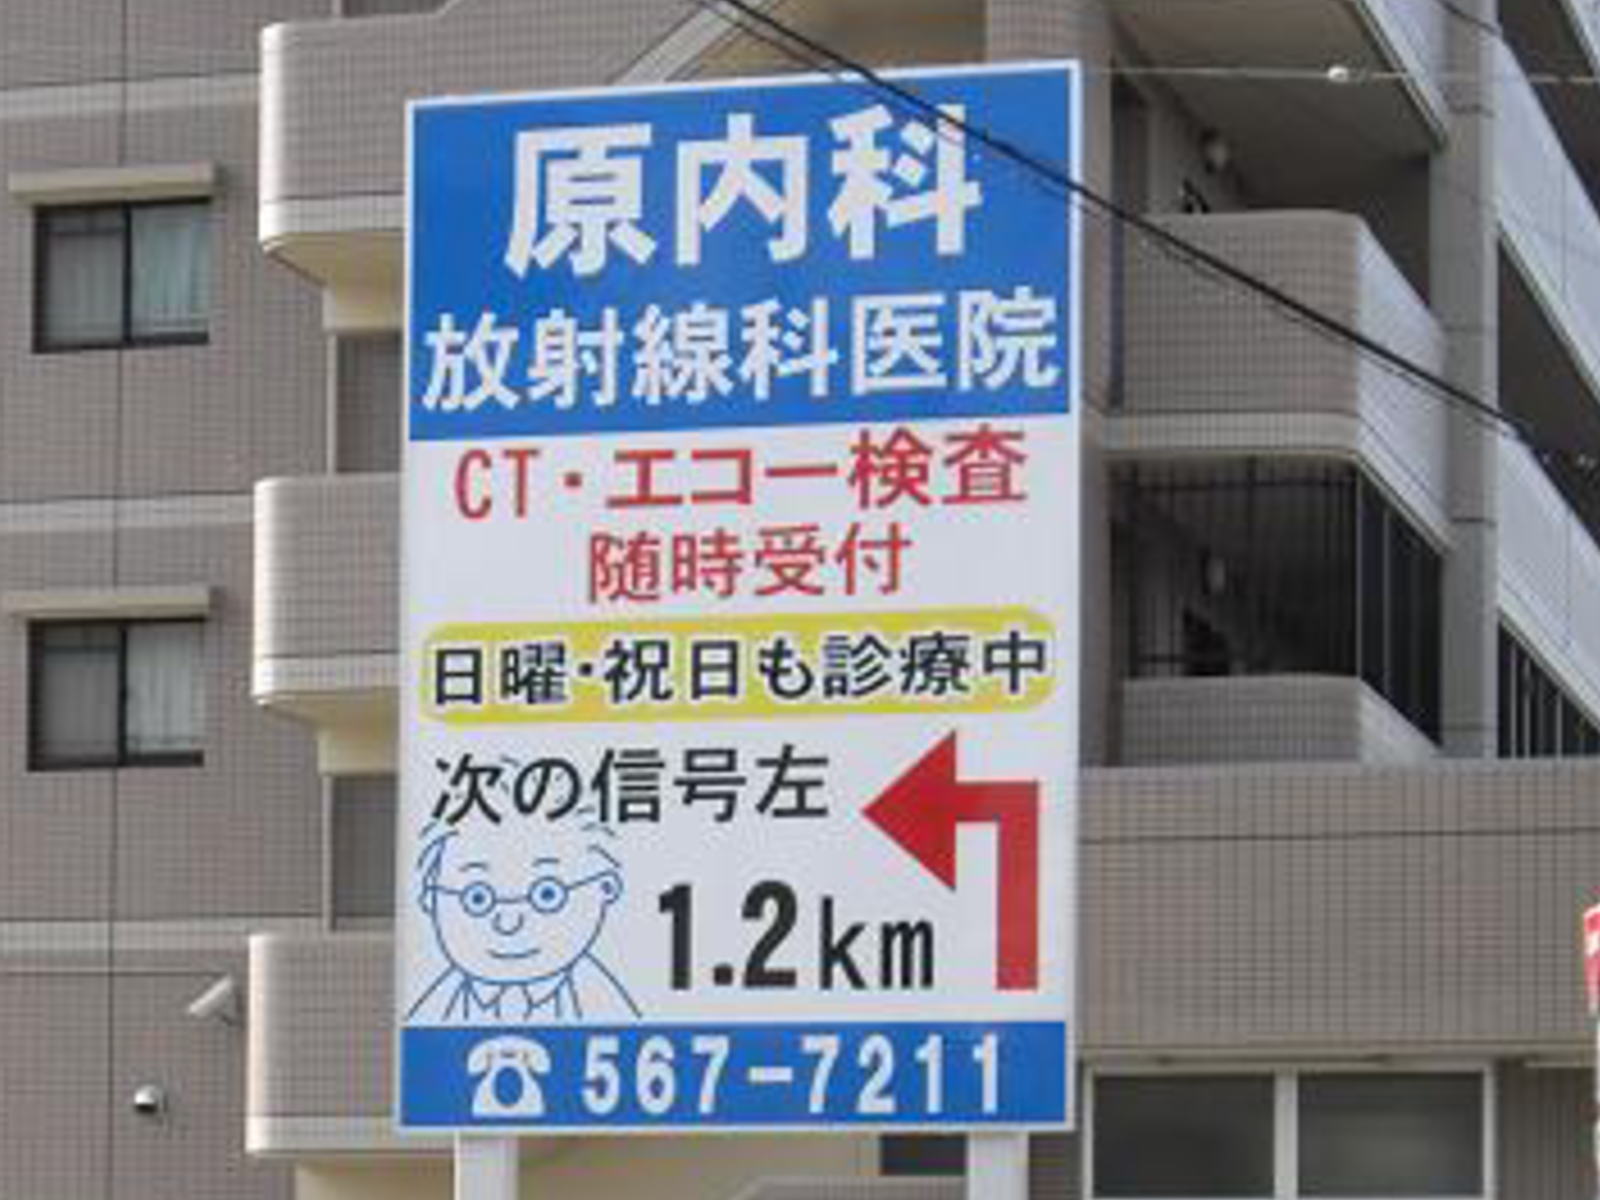 原内科
放射線科医院
CT・エコー検査
随時受付
日曜・祝日も診療中
次の信号左
1.2km
☎567-7211